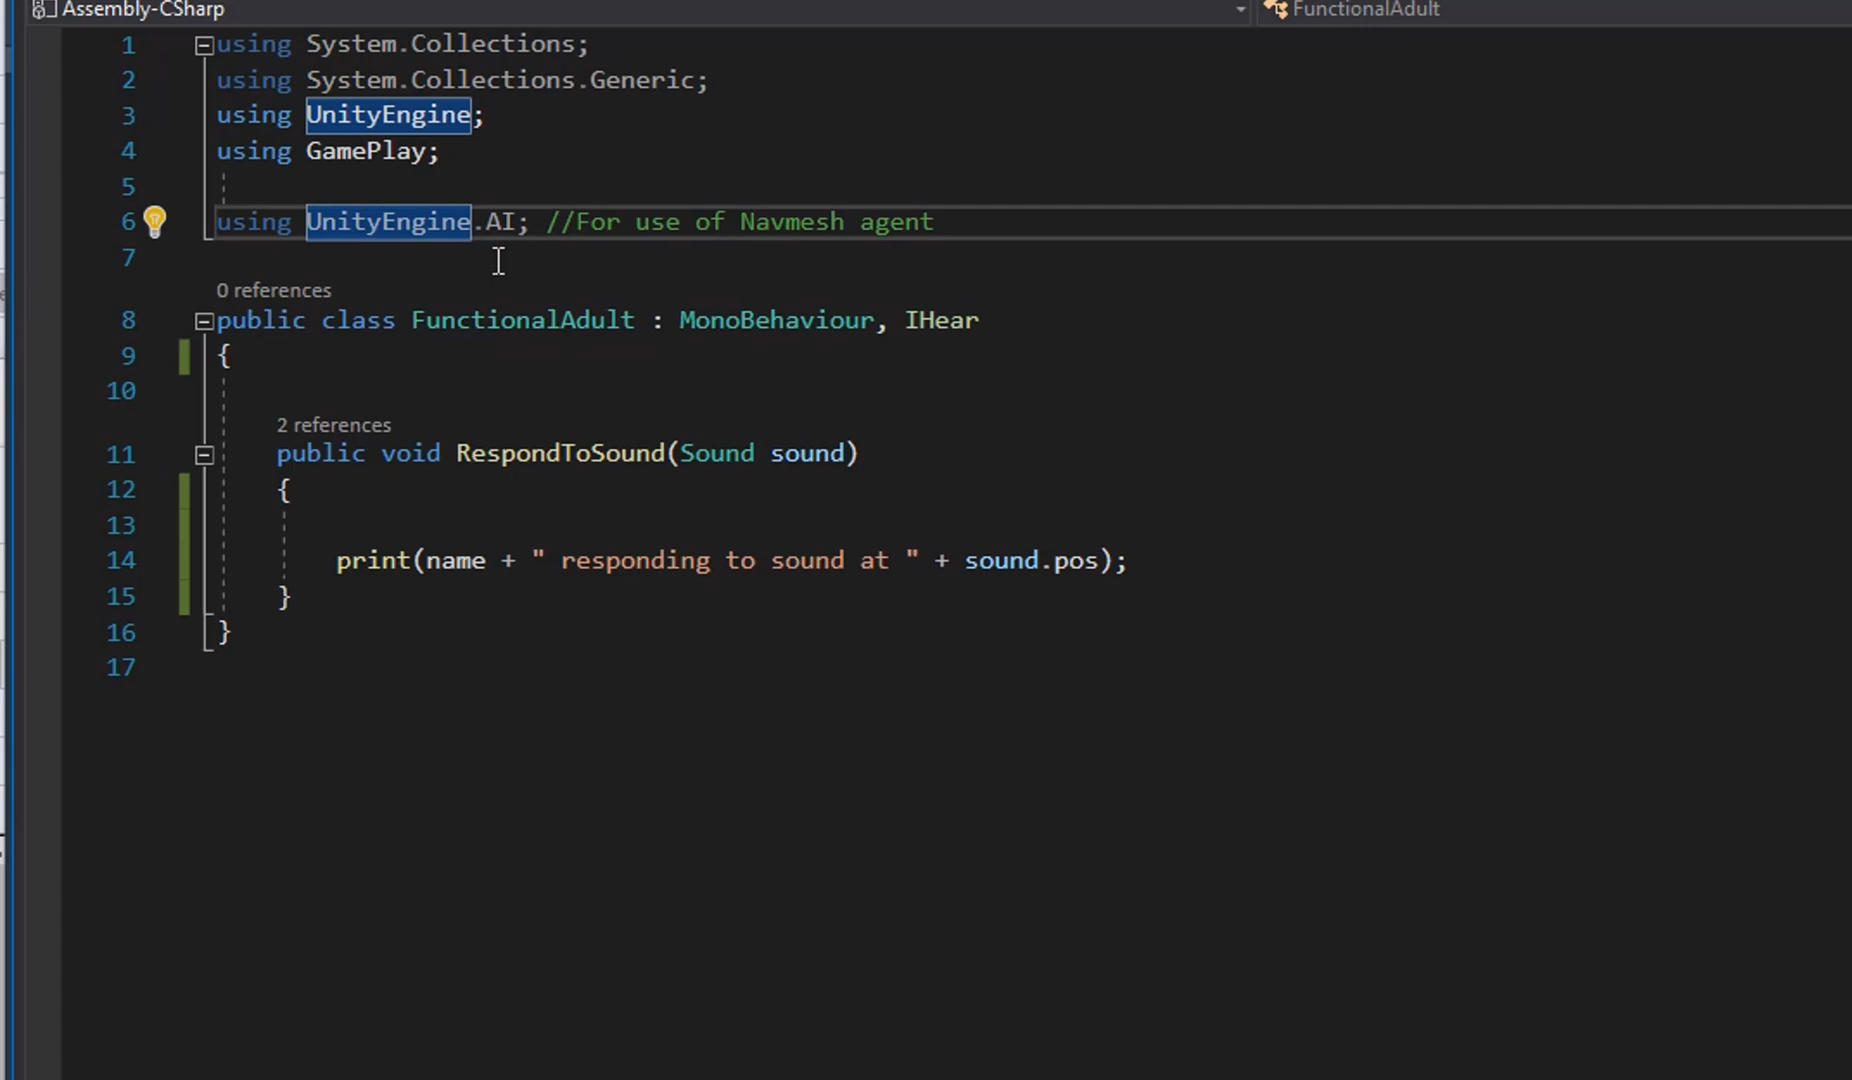 Assembly-CSharp FunctionalAdult
1 using System.Collections;
2 using System.Collections.Generic;
3 using UnityEngine;
4 using GamePlay;
5
6 using UnityEngine.AI; //For use of Navmesh agent
7
0 references
8 public class FunctionalAdult : MonoBehaviour, IHear
9 {
10
2 references
11 public void RespondToSound(Sound sound)
12 {
13
14 print(name + " responding to sound at " + sound.pos);
15 }
16 }
17